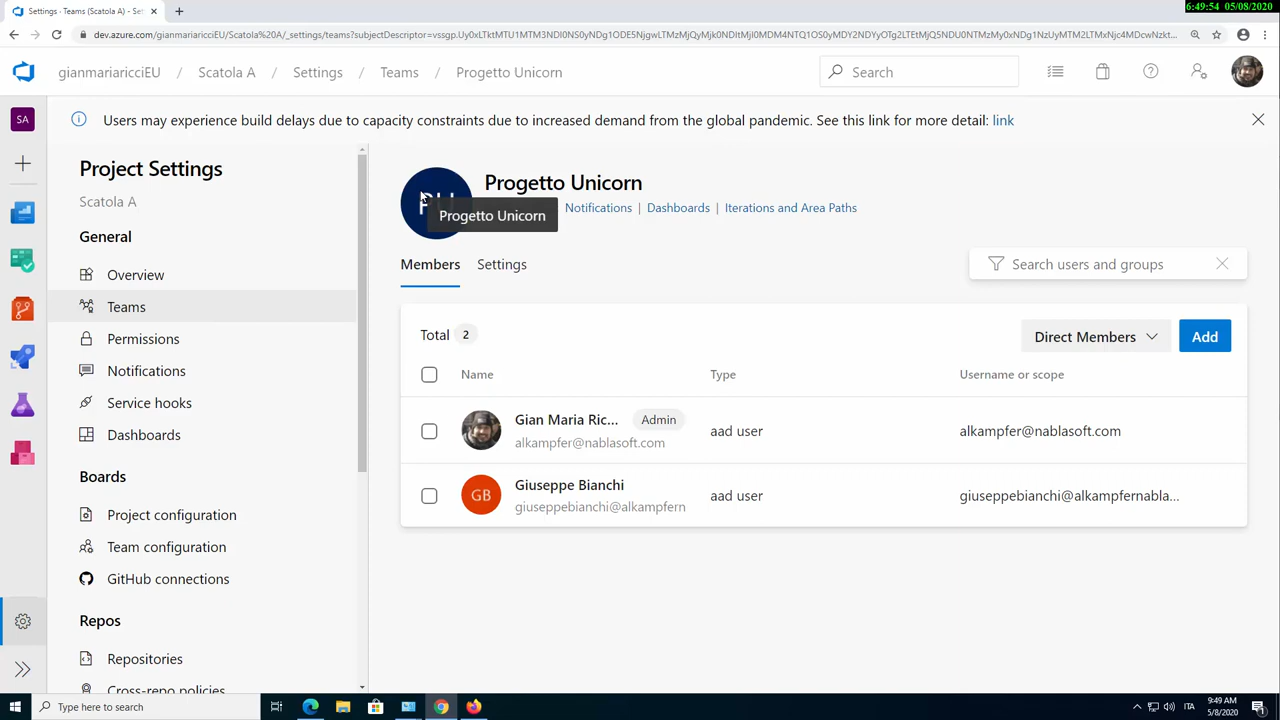 6:49:54 05/08/2020
Settings · Teams (Scatola A) - Set
dev.azure.com/gianmariaricciEU/Scatola%20A/_settings/teams?subjectDescriptor=
gianmariaricciEU / Scatola A / Settings / Teams / Progetto Unicorn
Search
SA
Users may experience build delays due to capacity constraints due to increased demand from the global pandemic. See this link for more detail: link
Project Settings
Scatola A
General
Overview
Teams
Permissions
Notifications
Service hooks
Dashboards
Boards
Project configuration
Team configuration
GitHub connections
Repos
Repositories
Cross-repo policies
Progetto Unicorn
Notifications | Dashboards | Iterations and Area Paths
Progetto Unicorn
Members
Settings
Search users and groups
Total 2
Direct Members
Add
Name
Type
Username or scope
Gian Maria Ric... Admin
alkampfer@nablasoft.com
aad user
alkampfer@nablasoft.com
GB
Giuseppe Bianchi
giuseppebianchi@alkampfern
aad user
giuseppebianchi@alkampfernabla...
Type here to search
ITA
9:49 AM
5/8/2020
1